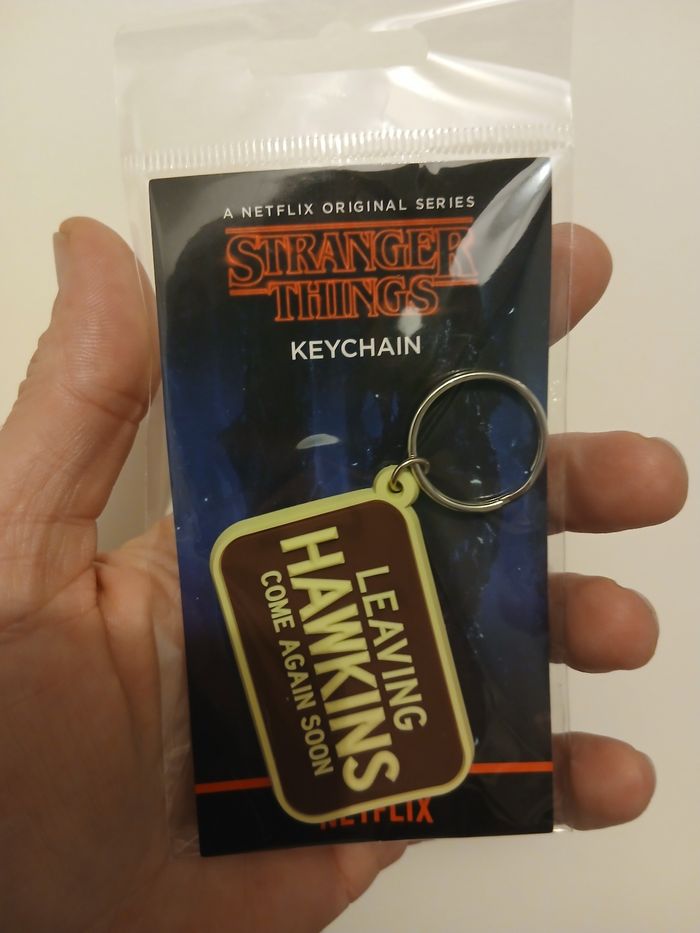 A NETFLIX ORIGINAL SERIES
STRANGER
THINGS
KEYCHAIN
LEAVING
HAWKINS
COME AGAIN SOON
NETFLIX